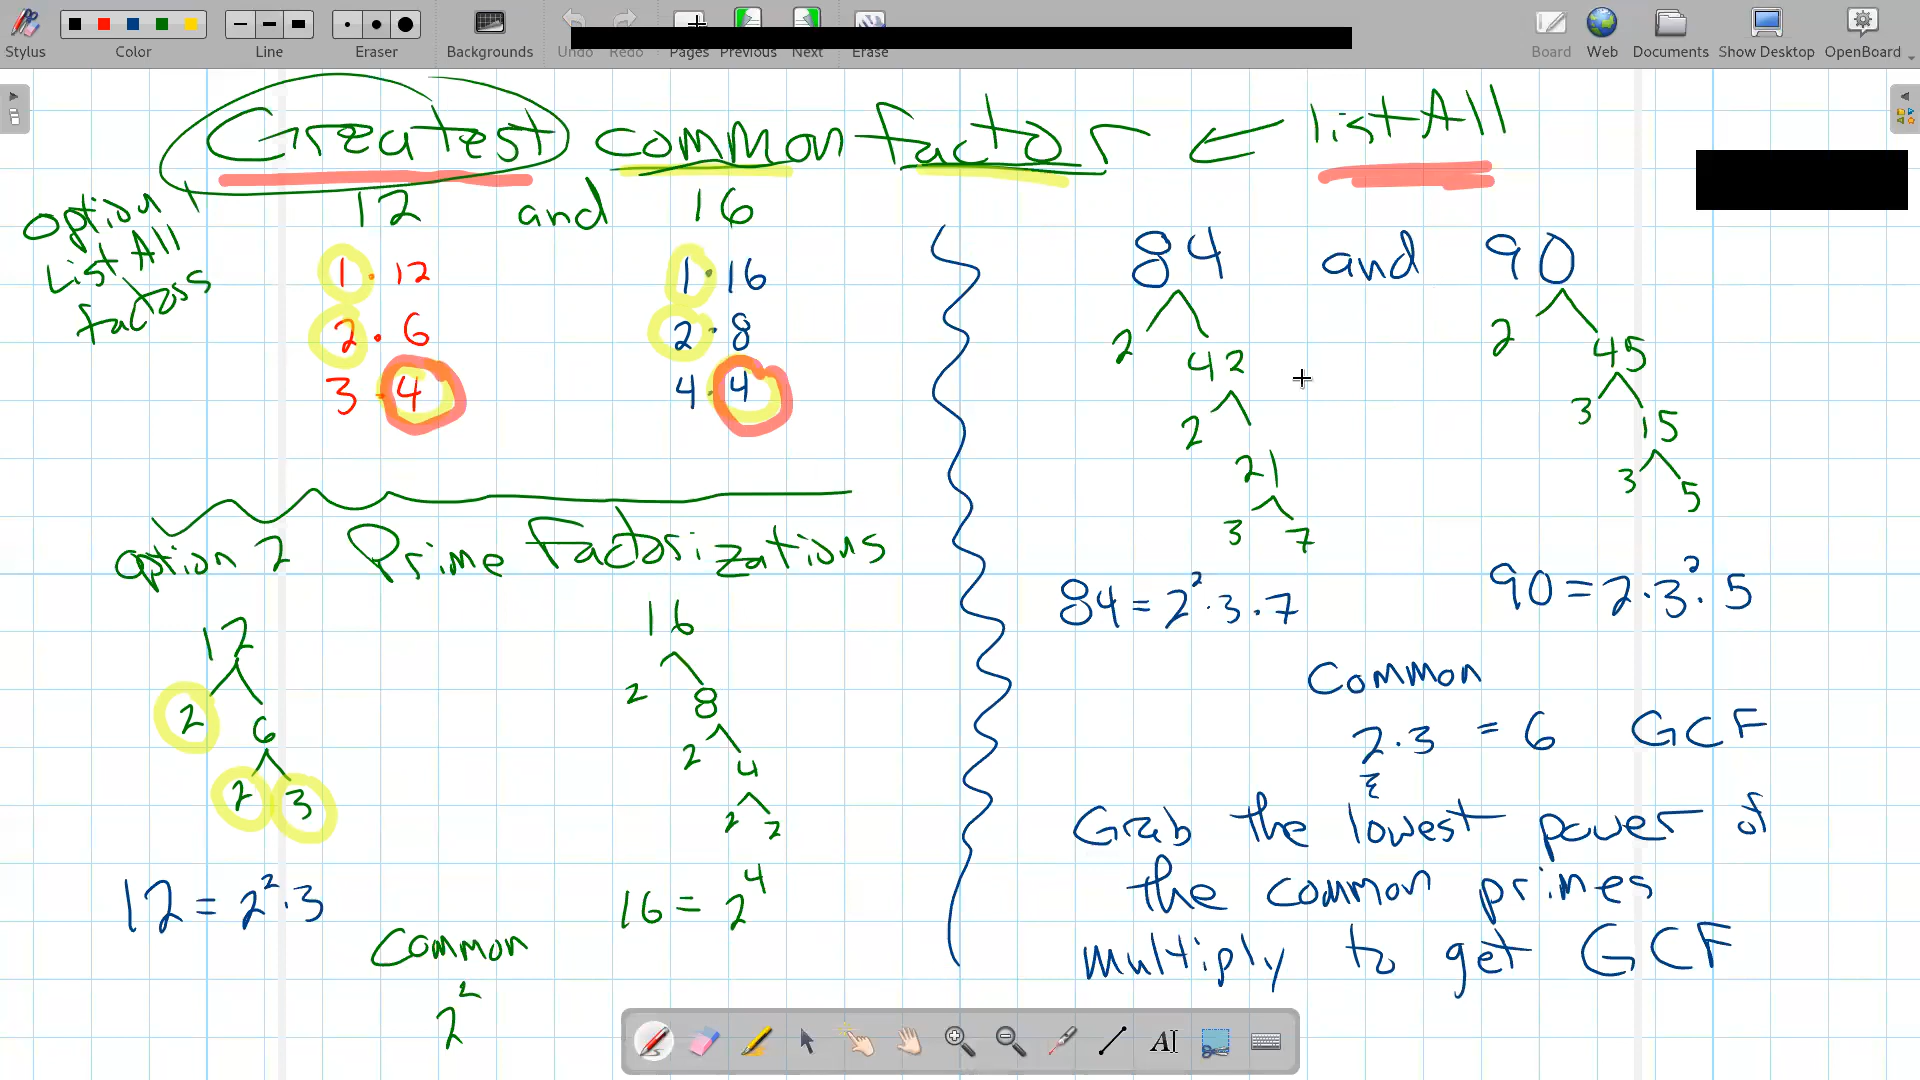 Stylus Color Line Eraser Backgrounds Undo Redo Pages Previous Next Erase Board Web Documents Show Desktop OpenBoard
Greatest common factor ← list All
option 1
List All
factors
12 and 16
1 · 12
2 · 6
3 · 4
1 · 16
2 · 8
4 · 4
option 2 Prime Factorizations
12
2 6
2 3
12 = 2² · 3
16
2 8
2 4
2 2
16 = 2⁴
Common
2²
84 and 90
84
2 42
2 21
3 7
90
2 45
3 15
3 5
84 = 2² · 3 · 7
90 = 2 · 3² · 5
Common
2 · 3 = 6 GCF
Grab the lowest power of
the common primes
multiply to get GCF